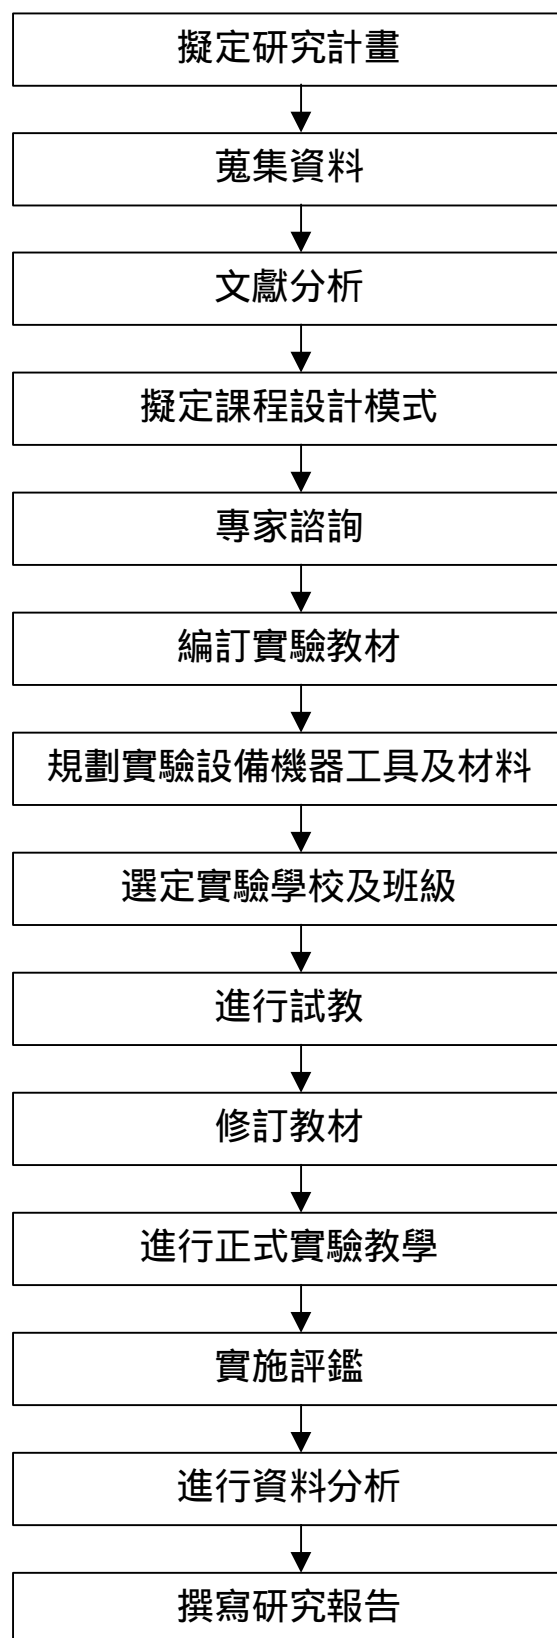 擬定研究計畫
蒐集資料
文獻分析
擬定課程設計模式
專家諮詢
編訂實驗教材
規劃實驗設備機器工具及材料
選定實驗學校及班級
進行試教
修訂教材
進行正式實驗教學
實施評鑑
進行資料分析
撰寫研究報告